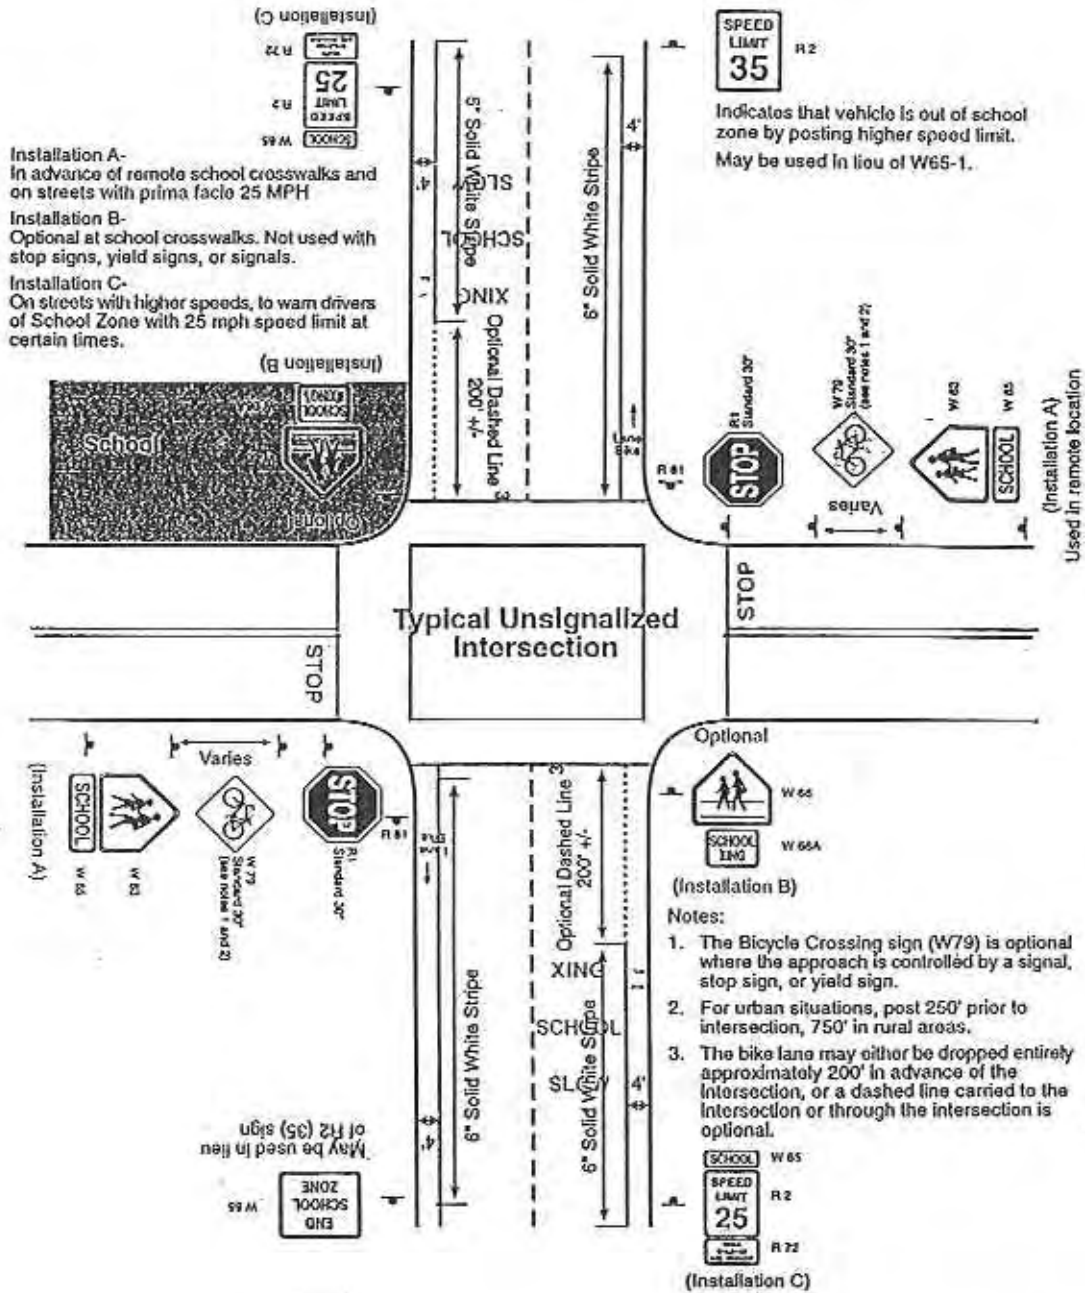 (Installation C)
R 72
SPEED
LIMIT
25
R 2
SCHOOL
W 65
SPEED
LIMIT
35
R 2
Indicates that vehicle is out of school
zone by posting higher speed limit.
May be used in lieu of W65-1.
Installation A-
In advance of remote school crosswalks and
on streets with prima facie 25 MPH
Installation B-
Optional at school crosswalks. Not used with
stop signs, yield signs, or signals.
Installation C-
On streets with higher speeds, to warn drivers
of School Zone with 25 mph speed limit at
certain times.
(Installation B)
SCHOOL
XING
School
Optional
4'
5" Solid White Stripe
SLOW
SCHOOL
XING
Optional Dashed Line 3
200' +/-
4'
6" Solid White Stripe
Bike
Lane
R 81
R1
Standard 30"
STOP
W 79
Standard 30"
(see notes 1 and 2)
W 63
W 65
SCHOOL
Varies
(Installation A)
Used in remote location
STOP
Typical Unsignalized
Intersection
STOP
Varies
(Installation A)
SCHOOL
W 65
W 63
W 79
Standard 30"
(see notes 1 and 2)
STOP
R1
Standard 30"
R 81
Bike
Lane
6" Solid White Stripe
4'
Optional Dashed Line 3
200' +/-
XING
SCHOOL
SLOW
6" Solid White Stripe
4'
Optional
W 66
SCHOOL
XING
W 66A
(Installation B)
Notes:
1. The Bicycle Crossing sign (W79) is optional
where the approach is controlled by a signal,
stop sign, or yield sign.
2. For urban situations, post 250' prior to
intersection, 750' in rural areas.
3. The bike lane may either be dropped entirely
approximately 200' in advance of the
intersection, or a dashed line carried to the
intersection or through the intersection is
optional.
May be used in lieu
of R2 (35) sign
END
SCHOOL
ZONE
SCHOOL
W 65
SPEED
LIMIT
25
R 2
R 72
(Installation C)